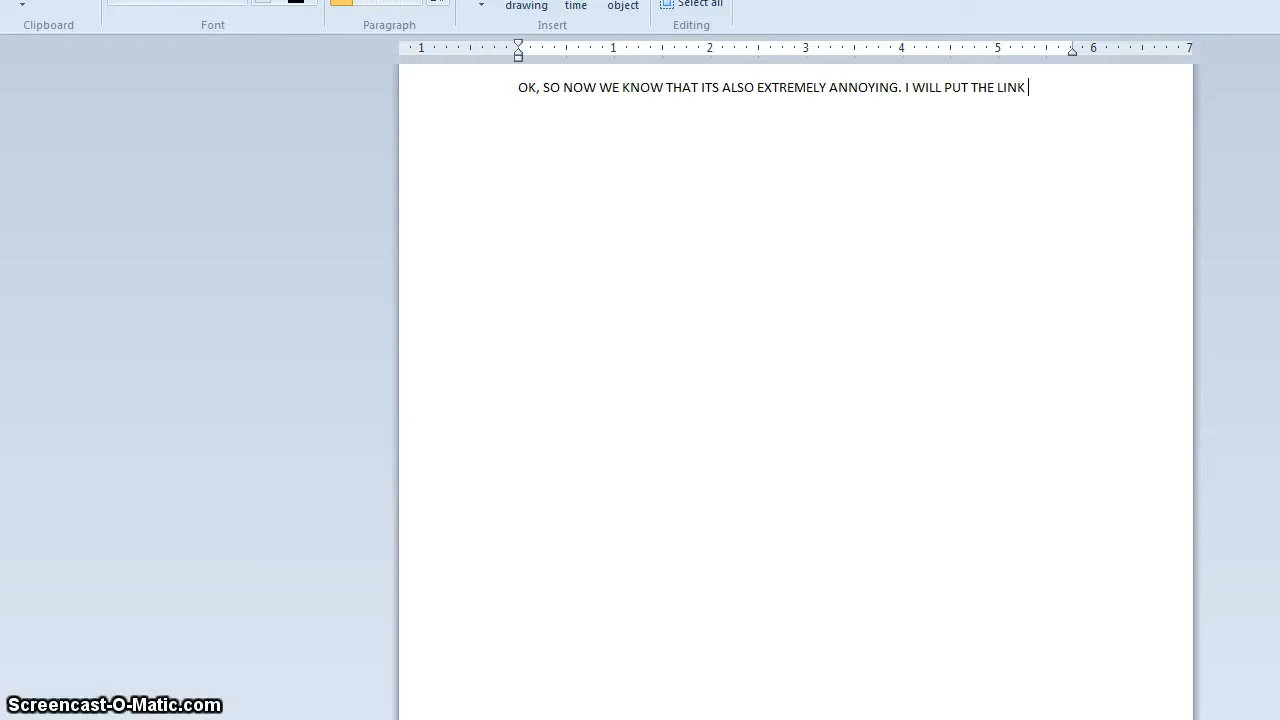 drawing time object Select all
Clipboard Font Paragraph Insert Editing
1 1 2 3 4 5 6 7
OK, SO NOW WE KNOW THAT ITS ALSO EXTREMELY ANNOYING. I WILL PUT THE LINK
Screencast-O-Matic.com